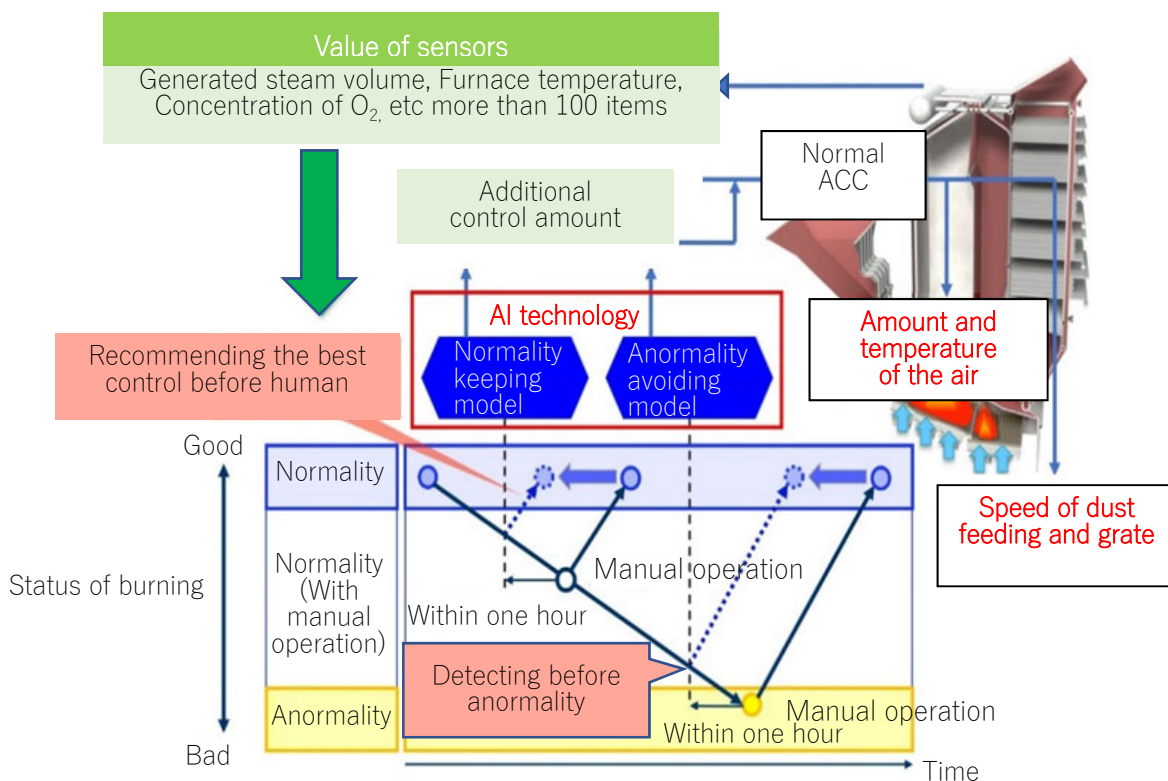 Value of sensors
Generated steam volume, Furnace temperature,
Concentration of O2, etc more than 100 items
Normal
ACC
Additional
control amount
AI technology
Normality
keeping
model
Anormality
avoiding
model
Amount and
temperature
of the air
Recommending the best
control before human
Speed of dust
feeding and grate
Good
Status of burning
Bad
Normality
Normality
(With
manual
operation)
Anormality
Manual operation
Within one hour
Detecting before
anormality
Manual operation
Within one hour
Time